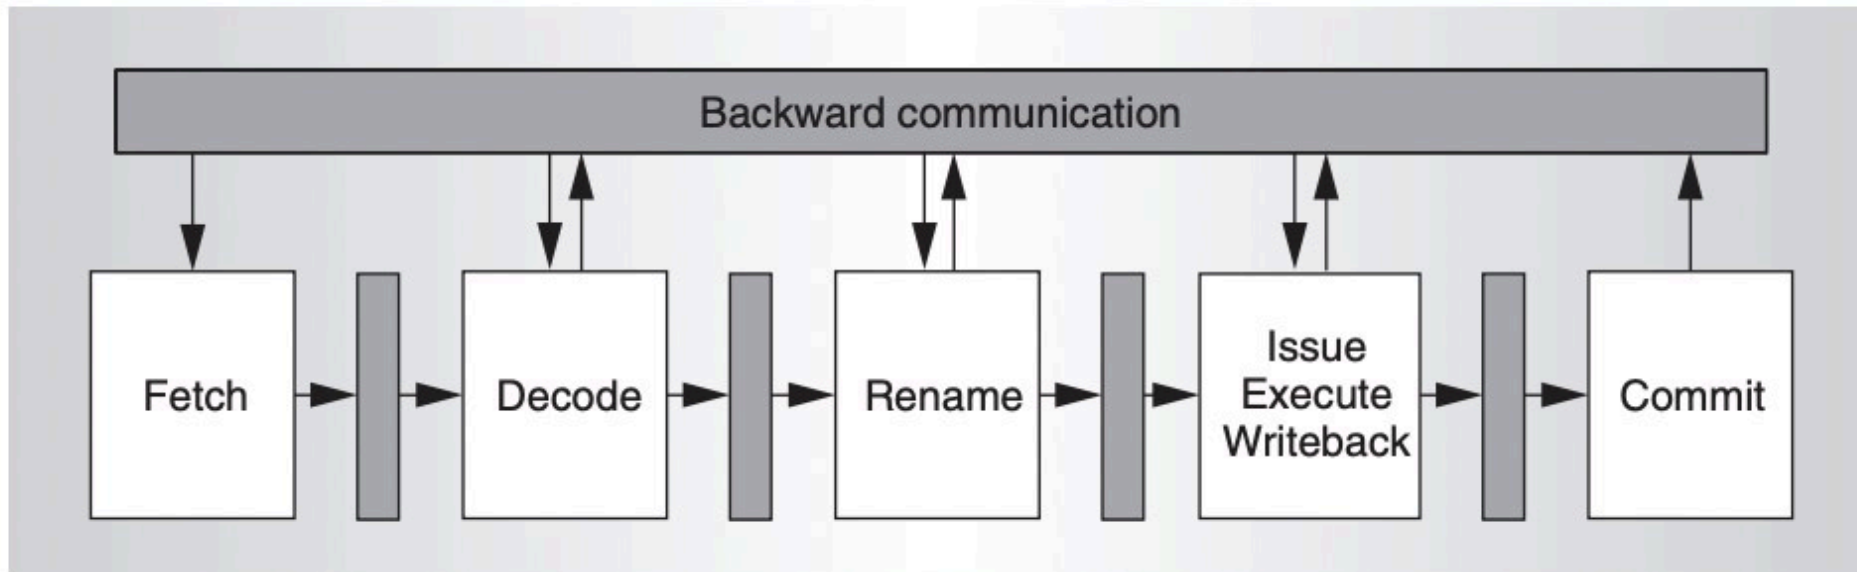 Backward communication
Fetch
Decode
Rename
Issue
Execute
Writeback
Commit